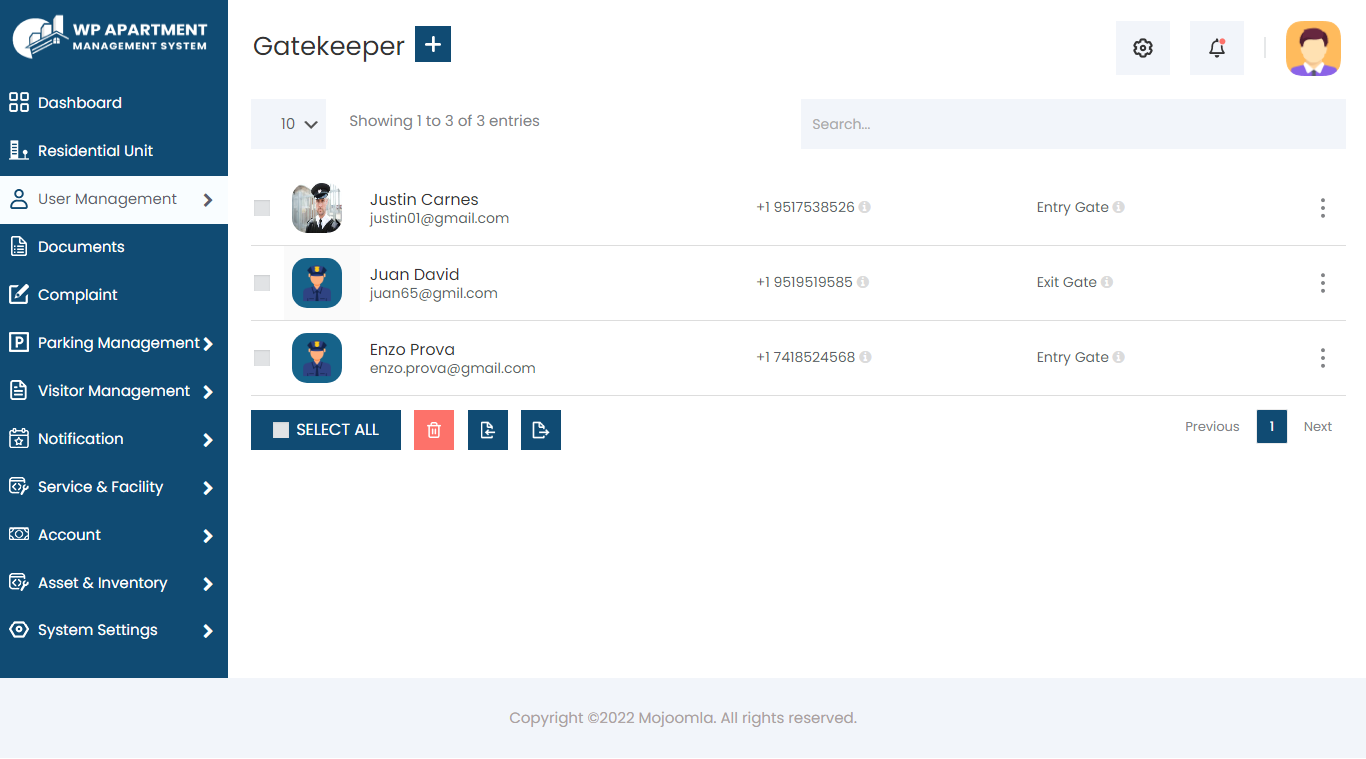 WP APARTMENT
MANAGEMENT SYSTEM
Dashboard
Residential Unit
User Management
Documents
Complaint
P Parking Management
Visitor Management
Notification
Service & Facility
Account
Asset & Inventory
System Settings
Gatekeeper +
10
Showing 1 to 3 of 3 entries
Search...
Justin Carnes
justin01@gmail.com
+1 9517538526
Entry Gate
Juan David
juan65@gmil.com
+1 9519519585
Exit Gate
Enzo Prova
enzo.prova@gmail.com
+1 7418524568
Entry Gate
SELECT ALL
Previous 1 Next
Copyright ©2022 Mojoomla. All rights reserved.